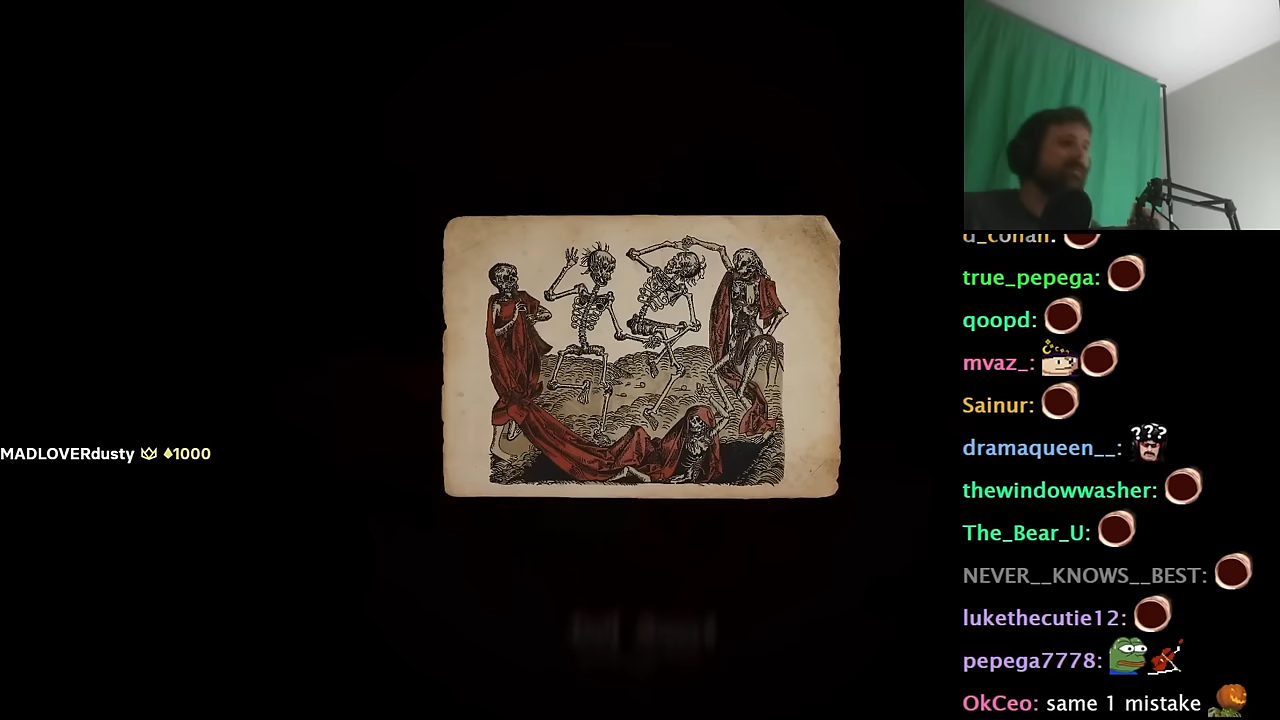 MADLOVERdusty 1000
true_pepega:
qoopd:
mvaz_:
Sainur:
dramaqueen__: ???
thewindowwasher:
The_Bear_U:
NEVER__KNOWS__BEST:
lukethecutie12:
pepega7778:
OkCeo: same 1 mistake